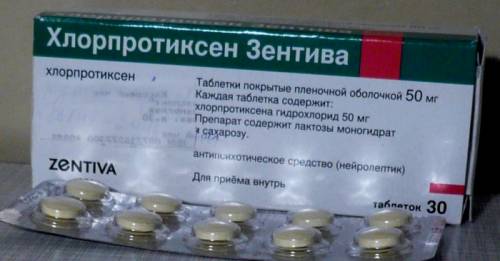 Хлорпротиксен Зентива
хлорпротиксен
Таблетки покрытые пленочной оболочкой 50 мг
Каждая таблетка содержит:
хлорпротиксена гидрохлорид 50 мг
Препарат содержит лактозы моногидрат
и сахарозу.
антипсихотическое средство (нейролептик)
Для приёма внутрь
ZENTIVA
таблеток 30